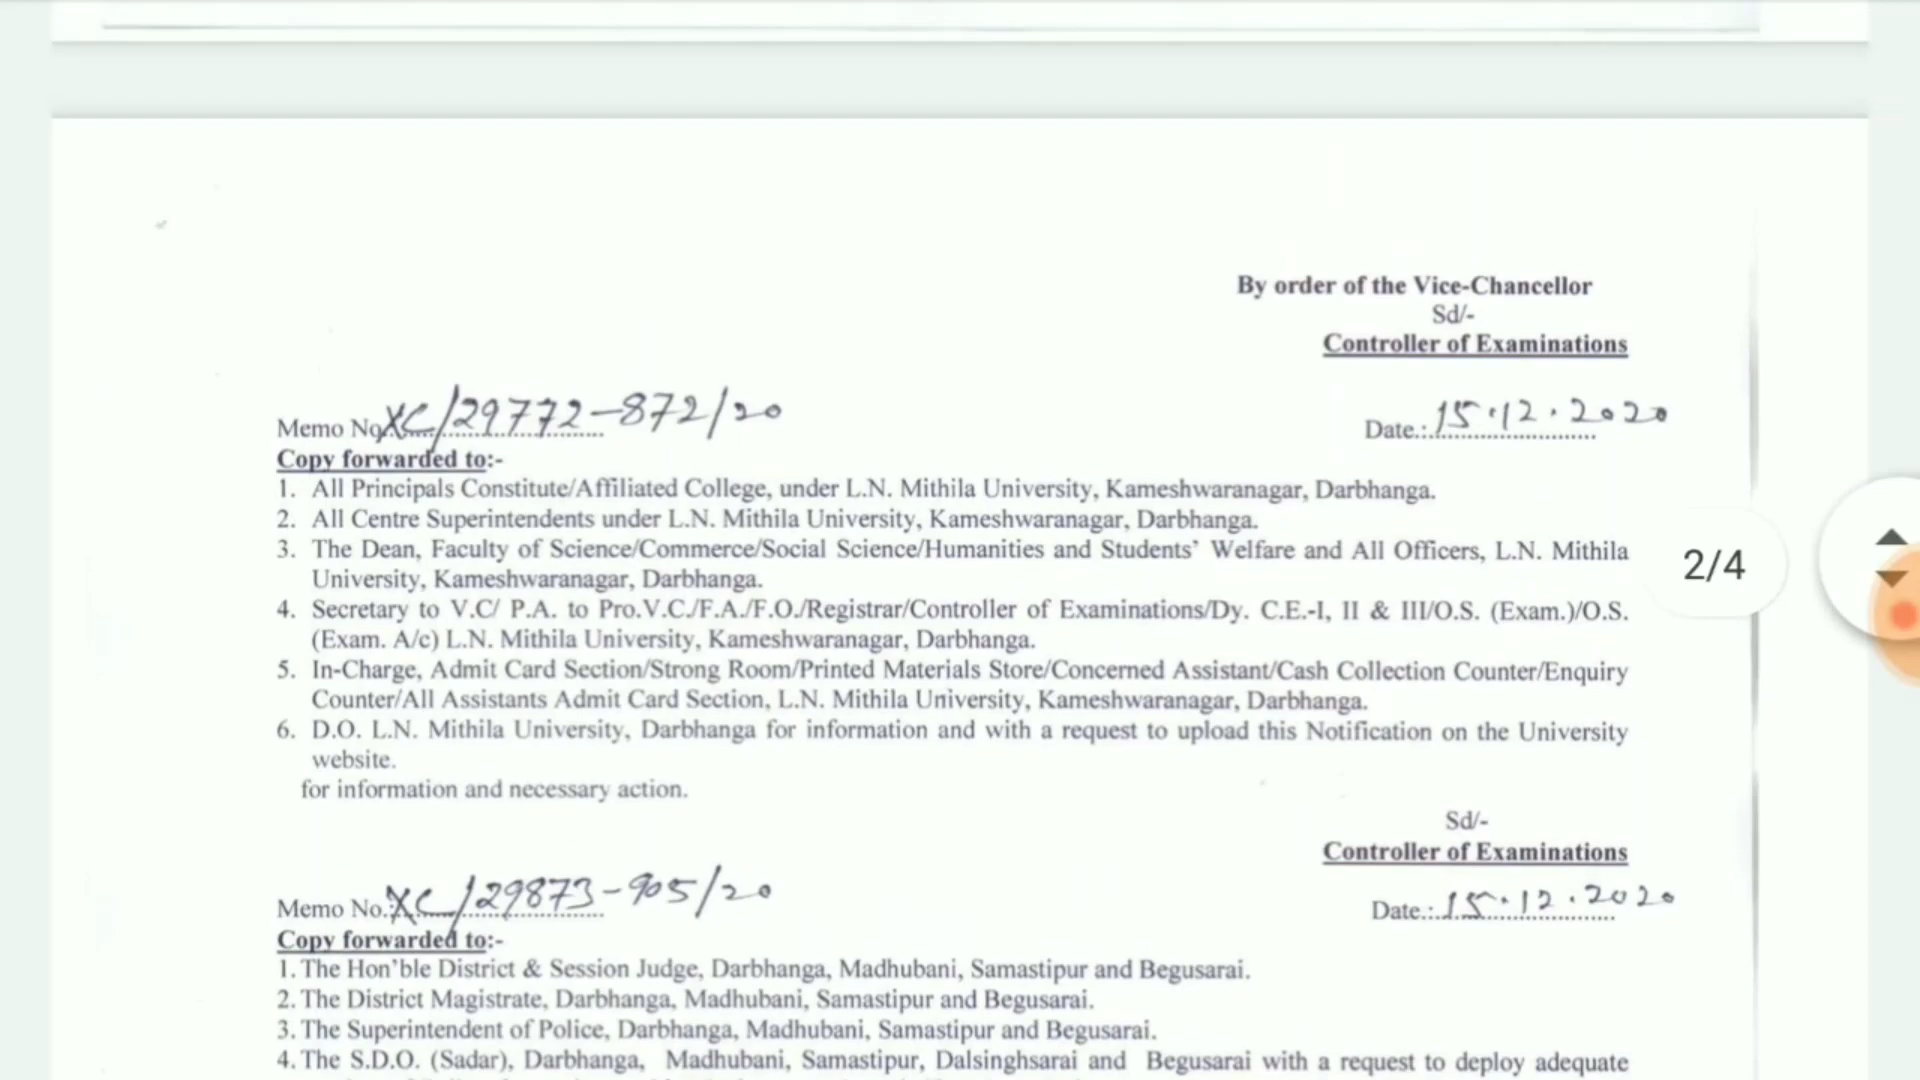 By order of the Vice-Chancellor
Sd/-
Controller of Examinations
Memo No. XC/29772-872/20
Date.: 15.12.2020
Copy forwarded to:-
1. All Principals Constitute/Affiliated College, under L.N. Mithila University, Kameshwaranagar, Darbhanga.
2. All Centre Superintendents under L.N. Mithila University, Kameshwaranagar, Darbhanga.
3. The Dean, Faculty of Science/Commerce/Social Science/Humanities and Students’ Welfare and All Officers, L.N. Mithila
University, Kameshwaranagar, Darbhanga.
2/4
4. Secretary to V.C/ P.A. to Pro.V.C./F.A./F.O./Registrar/Controller of Examinations/Dy. C.E.-I, II & III/O.S. (Exam.)/O.S.
(Exam. A/c) L.N. Mithila University, Kameshwaranagar, Darbhanga.
5. In-Charge, Admit Card Section/Strong Room/Printed Materials Store/Concerned Assistant/Cash Collection Counter/Enquiry
Counter/All Assistants Admit Card Section, L.N. Mithila University, Kameshwaranagar, Darbhanga.
6. D.O. L.N. Mithila University, Darbhanga for information and with a request to upload this Notification on the University
website.
for information and necessary action.
Sd/-
Controller of Examinations
Memo No. XC/29873-905/20
Date.: 15.12.2020
Copy forwarded to:-
1. The Hon’ble District & Session Judge, Darbhanga, Madhubani, Samastipur and Begusarai.
2. The District Magistrate, Darbhanga, Madhubani, Samastipur and Begusarai.
3. The Superintendent of Police, Darbhanga, Madhubani, Samastipur and Begusarai.
4. The S.D.O. (Sadar), Darbhanga, Madhubani, Samastipur, Dalsinghsarai and Begusarai with a request to deploy adequate